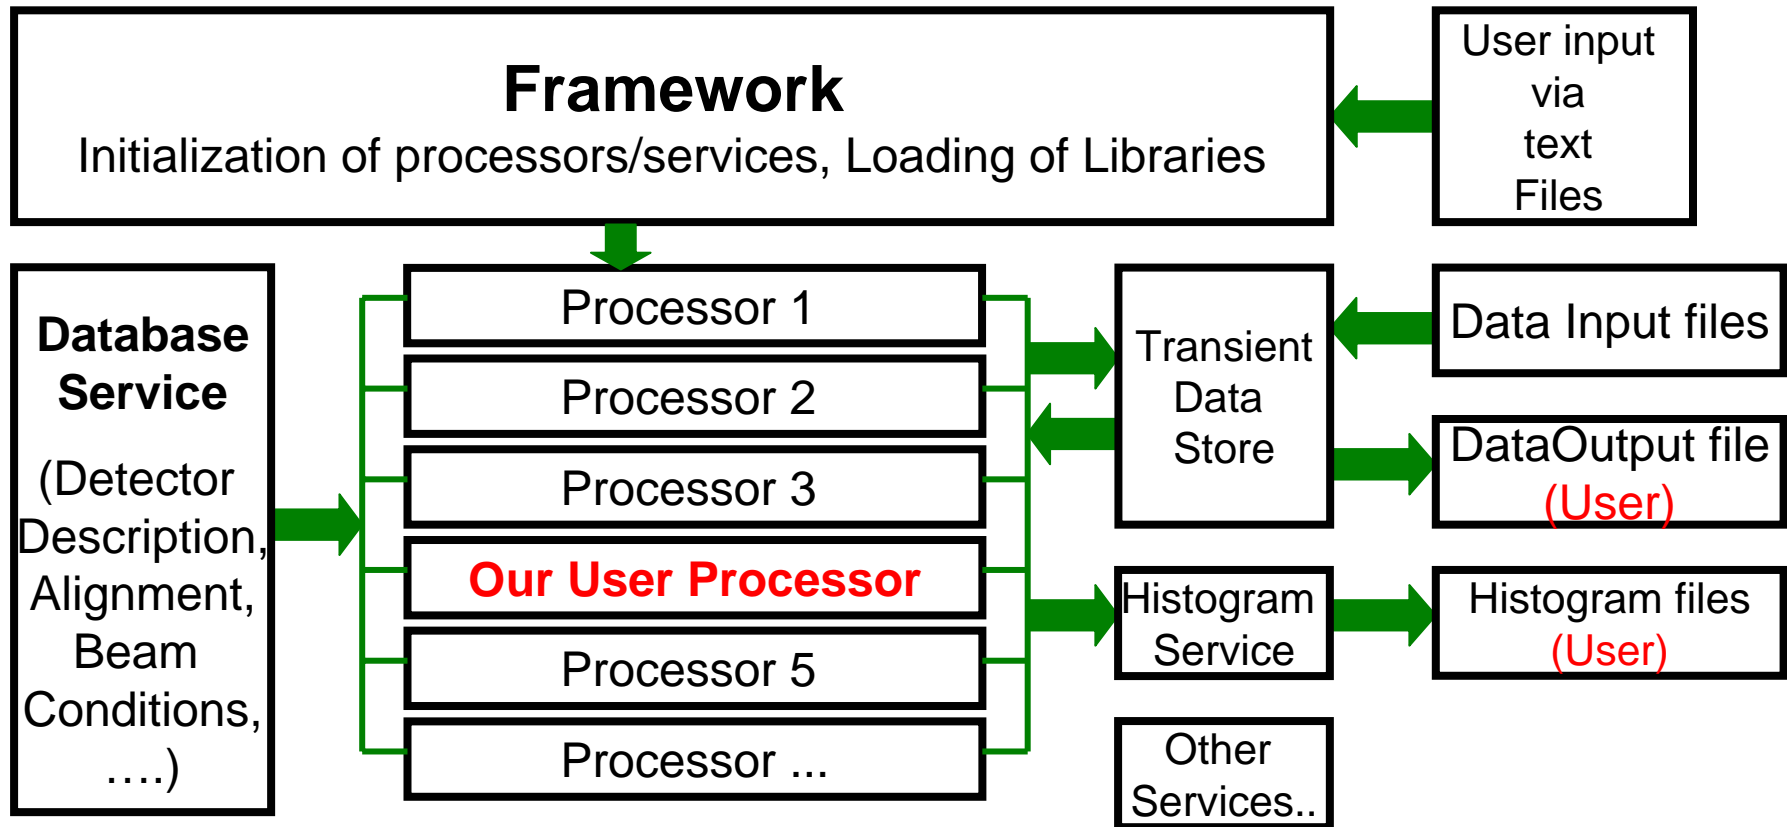 Framework
Initialization of processors/services, Loading of Libraries
User input
via
text
Files
Database
Service
(Detector
Description,
Alignment,
Beam
Conditions,
….)
Processor 1
Processor 2
Processor 3
Our User Processor
Processor 5
Processor ...
Transient
Data
Store
Histogram
Service
Other
Services..
Data Input files
DataOutput file
(User)
Histogram files
(User)